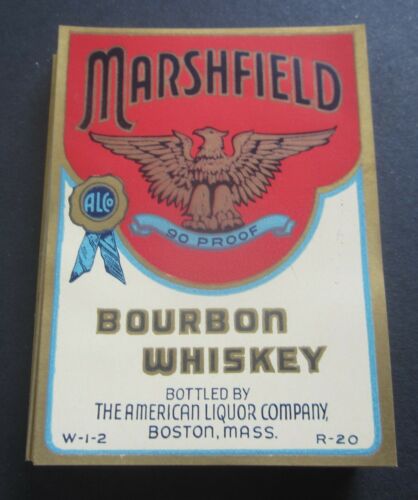 MARSHFIELD
ALCO
90 PROOF
BOURBON
WHISKEY
BOTTLED BY
THE AMERICAN LIQUOR COMPANY,
BOSTON, MASS.
W-1-2
R-20